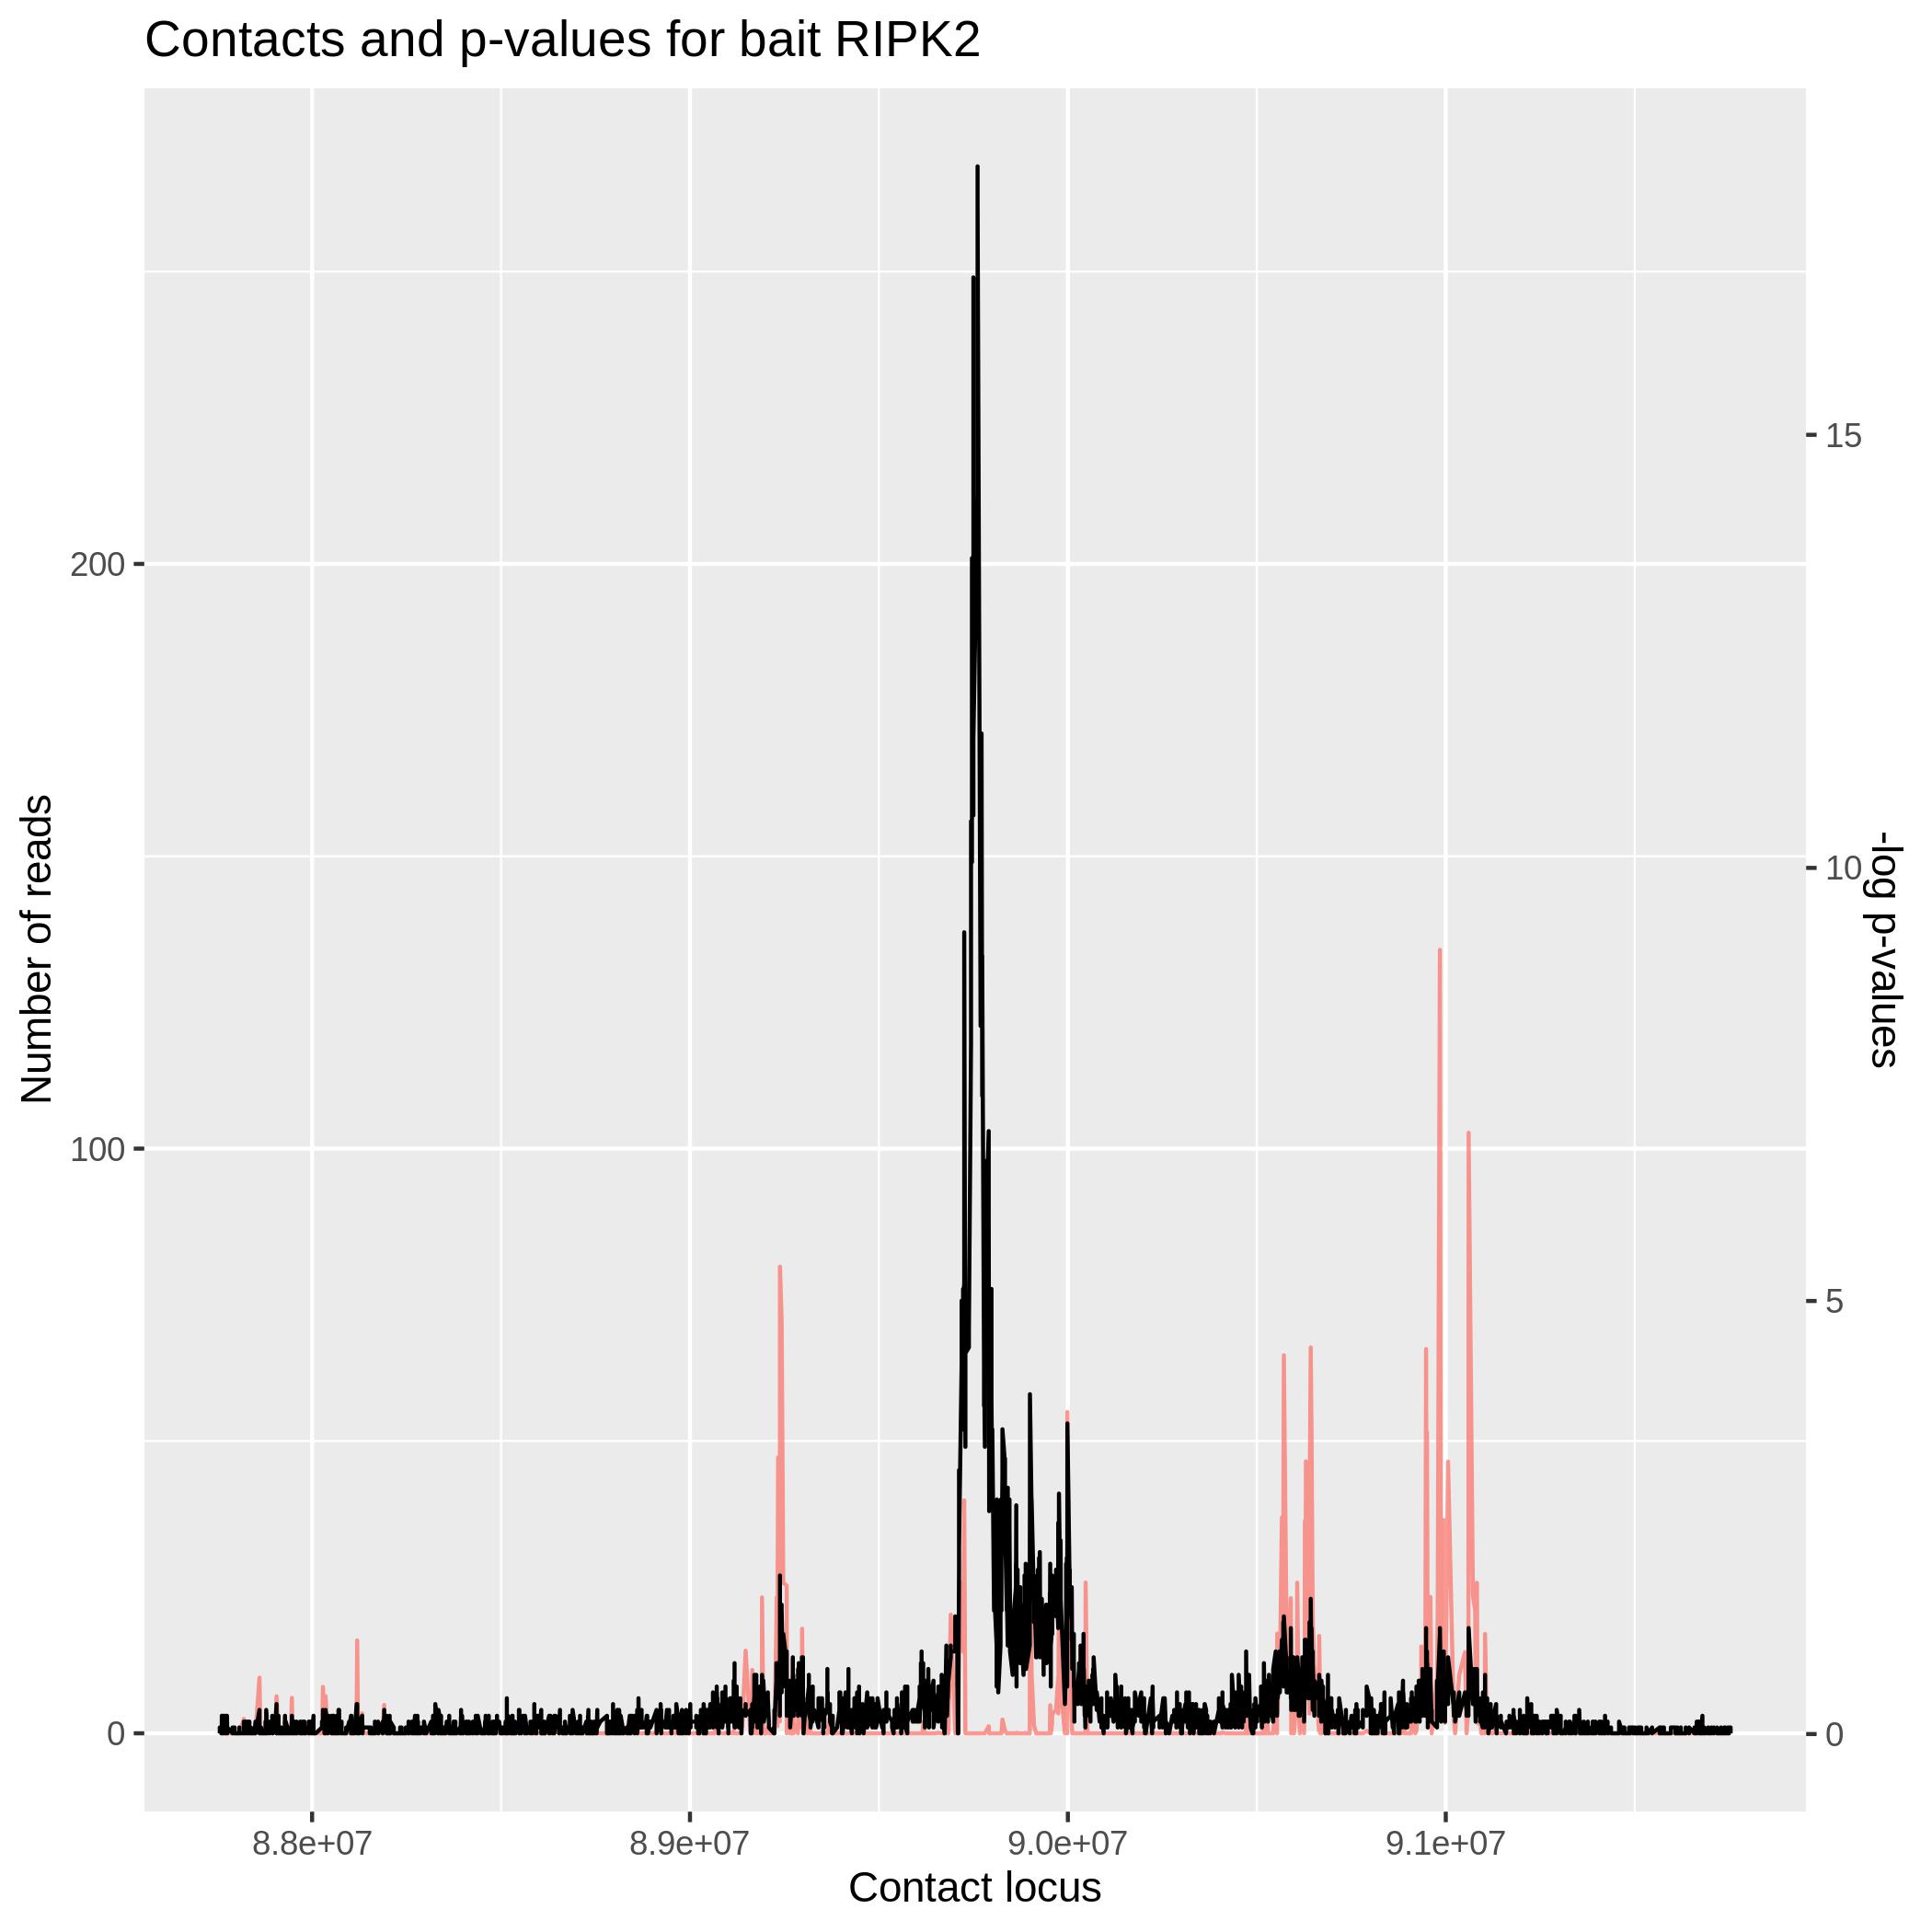 Contacts and p-values for bait RIPK2
Number of reads
200
100
0
15
10
5
0
-log p-values
8.8e+07
8.9e+07
9.0e+07
9.1e+07
Contact locus